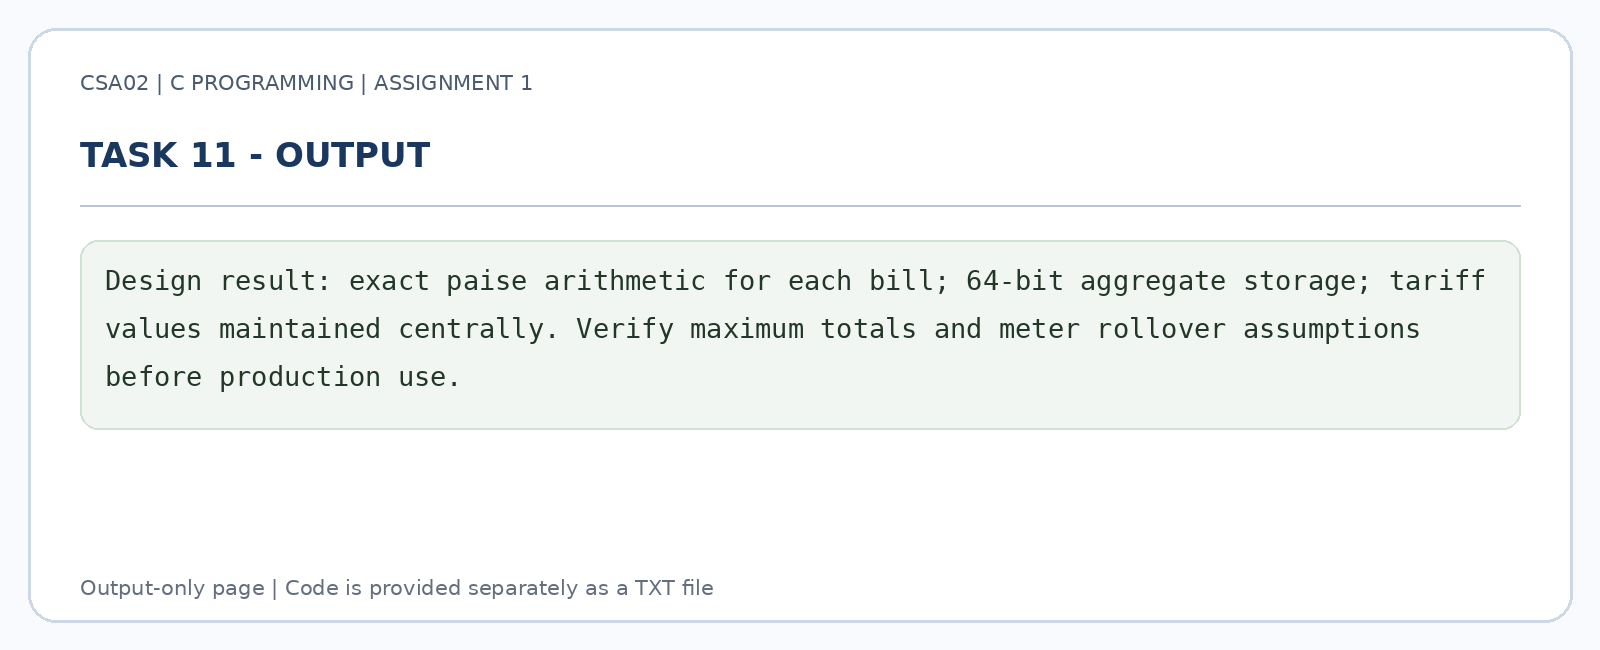 CSA02 | C PROGRAMMING | ASSIGNMENT 1
TASK 11 - OUTPUT
Design result: exact paise arithmetic for each bill; 64-bit aggregate storage; tariff
values maintained centrally. Verify maximum totals and meter rollover assumptions
before production use.
Output-only page | Code is provided separately as a TXT file